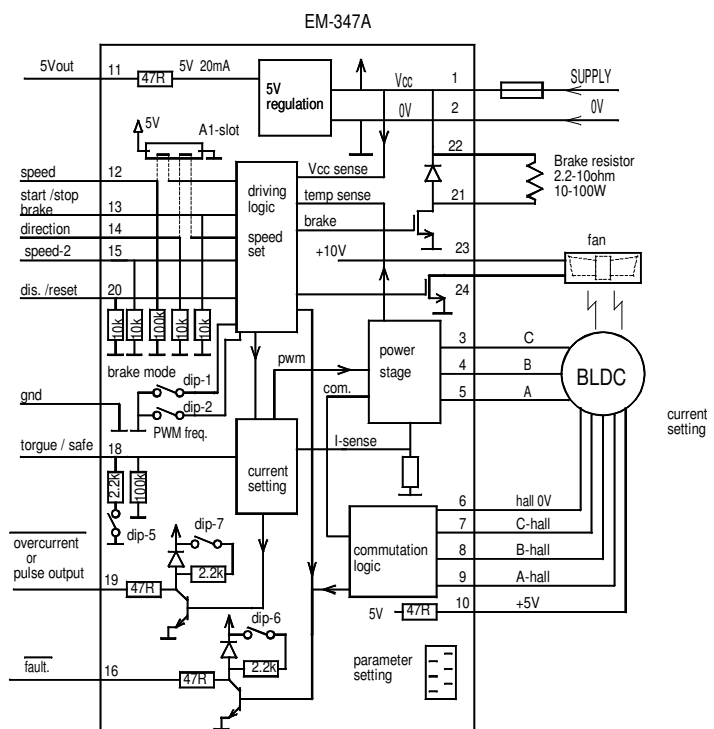 EM-347A
5Vout 11 47R 5V 20mA
5V
regulation
Vcc 1 SUPPLY
0V 2 0V
22
Brake resistor
2.2-10ohm
10-100W
21
5V A1-slot
speed 12
start /stop
brake 13
direction 14
speed-2 15
dis. /reset 20
driving
logic
speed
set
Vcc sense
temp sense
brake
+10V 23
24
fan
10k
10k
100k
10k
10k
brake mode
dip-1
dip-2
PWM freq.
gnd
pwm
com.
power
stage
3 C
4 B
5 A
BLDC
current
setting
torgue / safe 18
2.2k
100k
dip-5
current
setting
I-sense
commutation
logic
6 hall 0V
7 C-hall
8 B-hall
9 A-hall
5V 47R 10 +5V
overcurrent
or
pulse output 19 47R
dip-7
2.2k
dip-6
2.2k
fault. 16 47R
parameter
setting